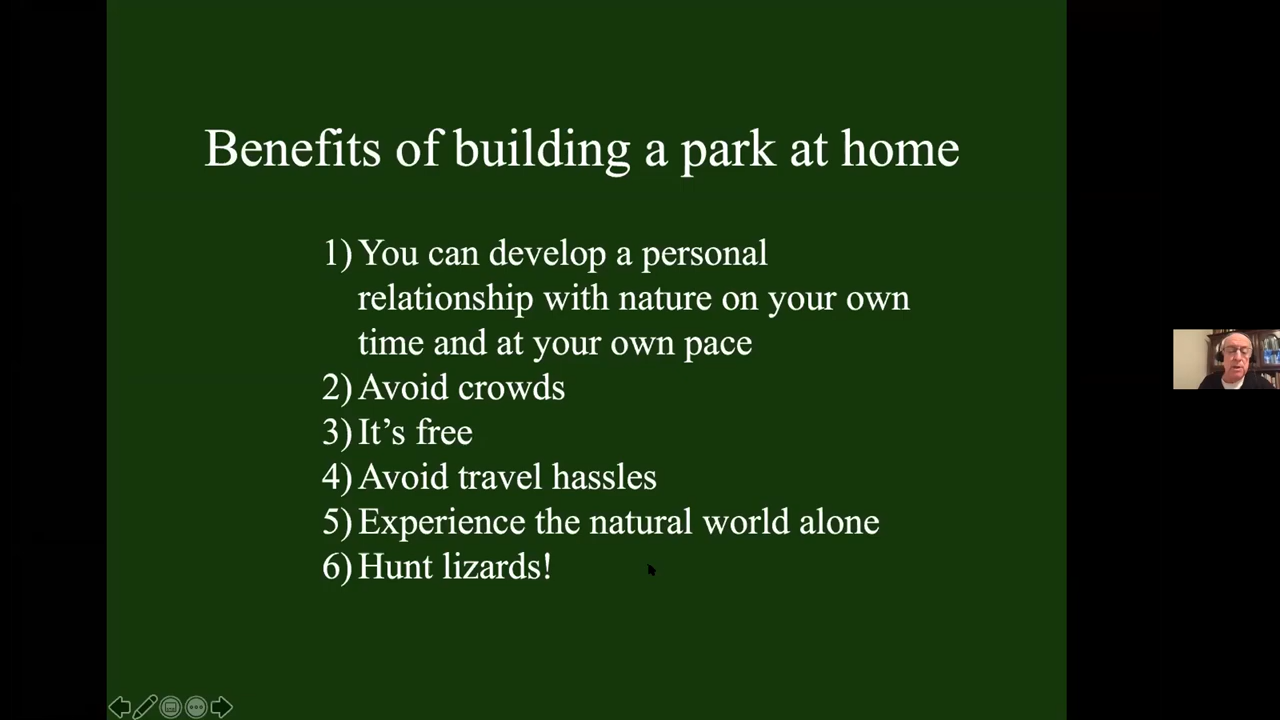 Benefits of building a park at home
1) You can develop a personal
relationship with nature on your own
time and at your own pace
2) Avoid crowds
3) It’s free
4) Avoid travel hassles
5) Experience the natural world alone
6) Hunt lizards!